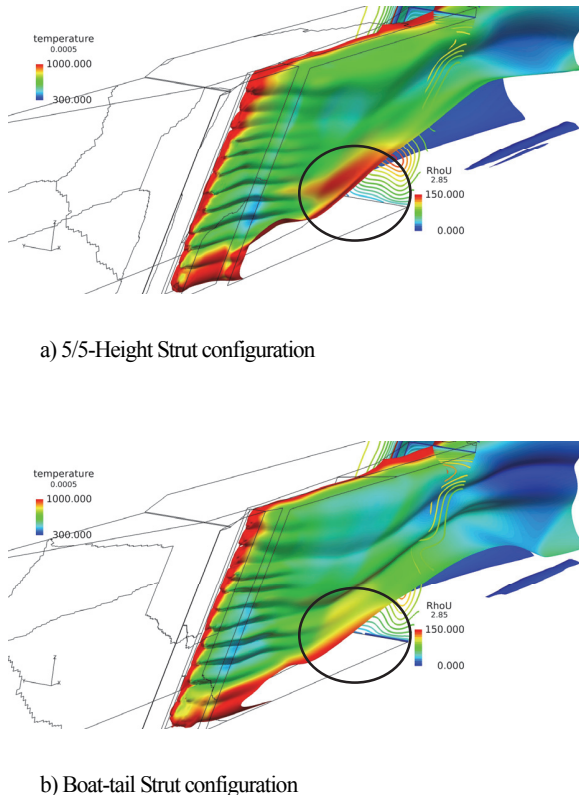 temperature
0.0005
1000.000
300.000
RhoU
2.85
150.000
0.000
Z
Y
X
a) 5/5-Height Strut configuration
temperature
0.0005
1000.000
300.000
RhoU
2.85
150.000
0.000
b) Boat-tail Strut configuration